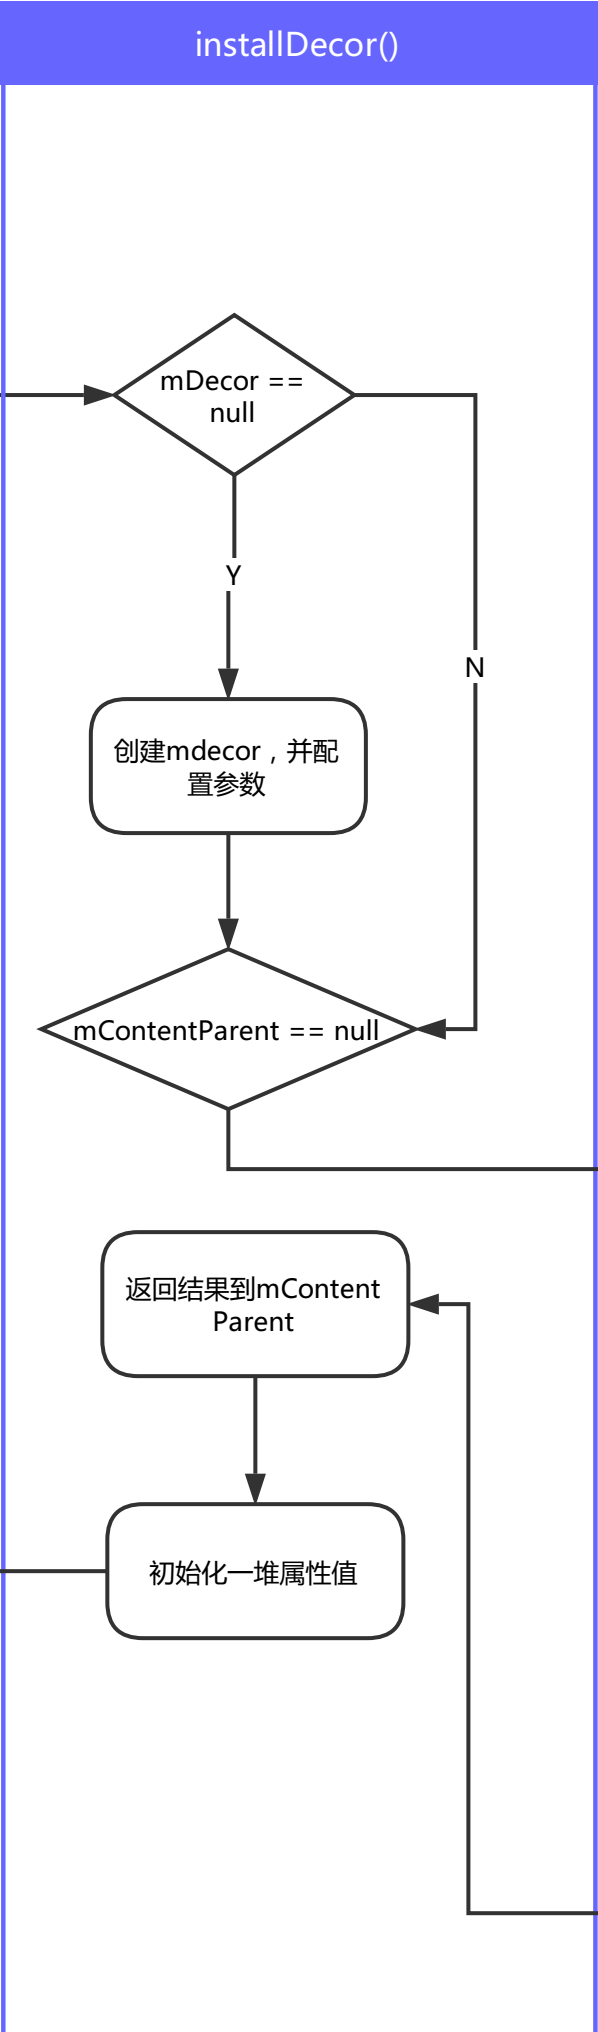 installDecor()
mDecor ==
null
Y
N
创建mdecor，并配
置参数
mContentParent == null
返回结果到mContent
Parent
初始化一堆属性值